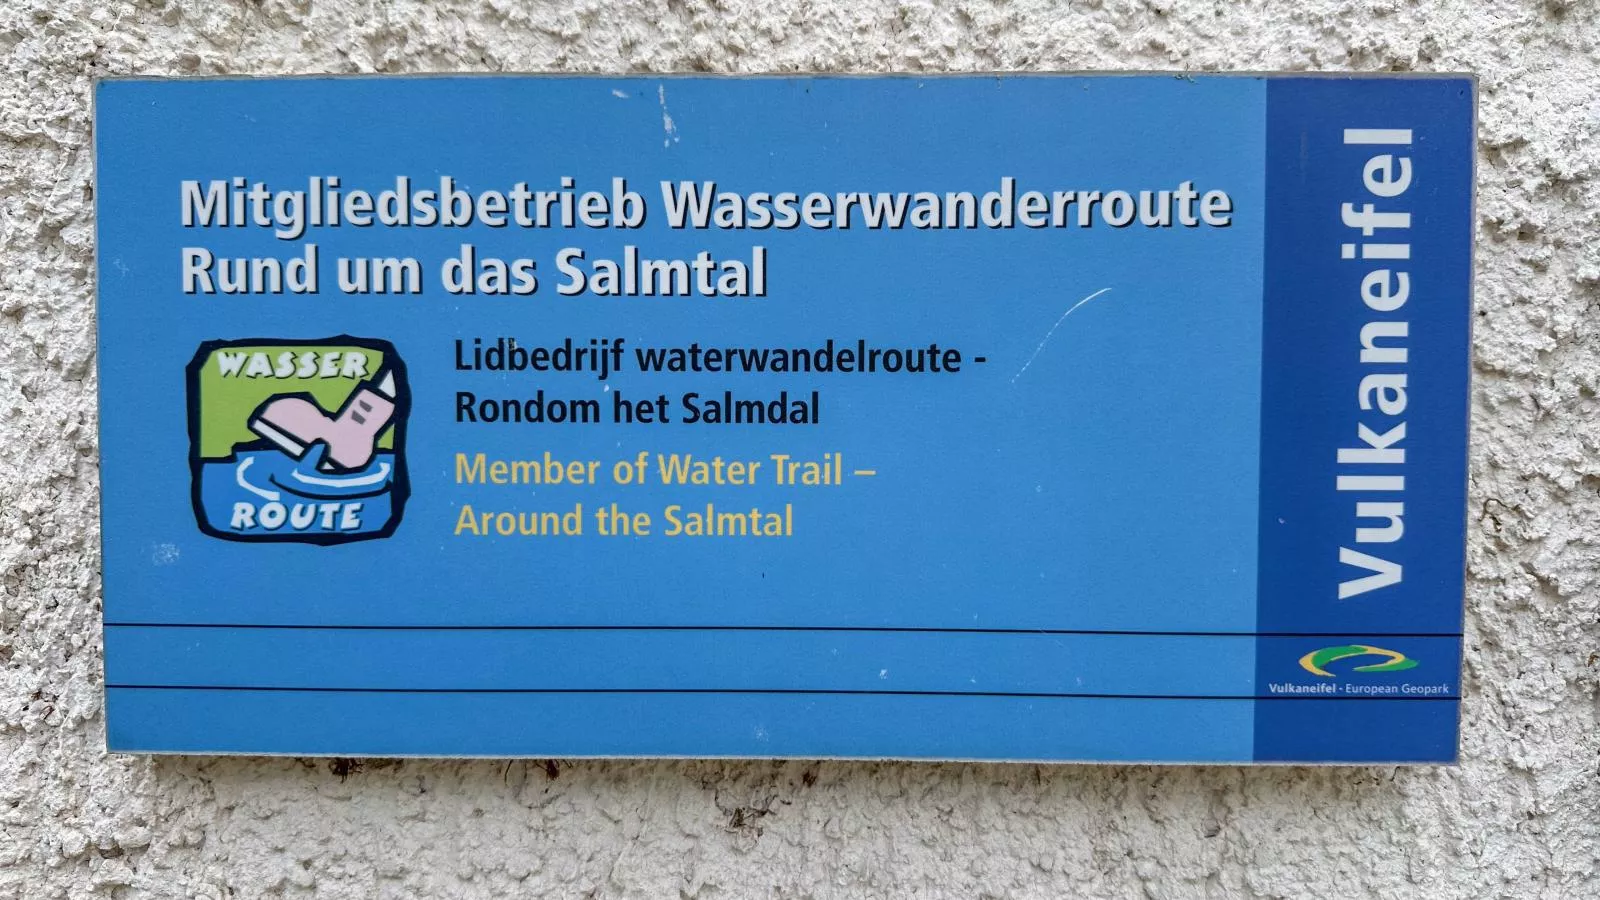 Mitgliedsbetrieb Wasserwanderroute
Rund um das Salmtal
WASSER
ROUTE
Lidbedrijf waterwandelroute -
Rondom het Salmdal
Member of Water Trail –
Around the Salmtal
Vulkaneifel
Vulkaneifel · European Geopark